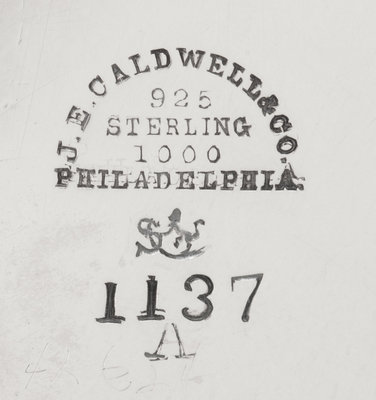 J.E. CALDWELL & CO.
925
STERLING
1000
PHILADELPHIA.
1137
A